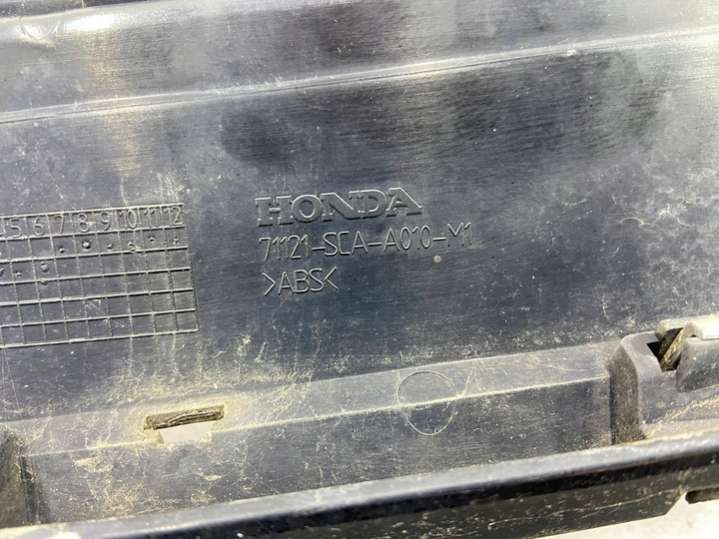 HONDA
71121-SCA-A010-M1
>ABS<
5 6 7 8 9 10 11 12